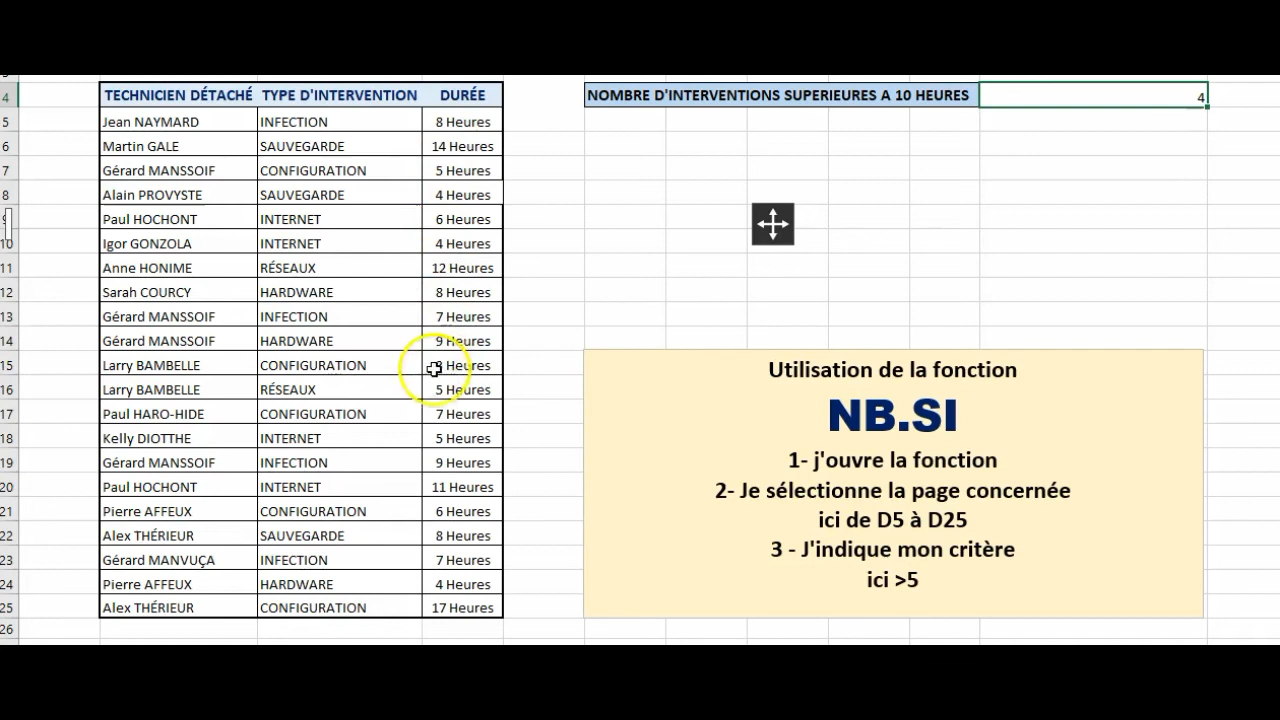 4 TECHNICIEN DÉTACHÉ TYPE D'INTERVENTION DURÉE NOMBRE D'INTERVENTIONS SUPERIEURES A 10 HEURES 4
5 Jean NAYMARD INFECTION 8 Heures
6 Martin GALE SAUVEGARDE 14 Heures
7 Gérard MANSSOIF CONFIGURATION 5 Heures
8 Alain PROVYSTE SAUVEGARDE 4 Heures
9 Paul HOCHONT INTERNET 6 Heures
10 Igor GONZOLA INTERNET 4 Heures
11 Anne HONIME RÉSEAUX 12 Heures
12 Sarah COURCY HARDWARE 8 Heures
13 Gérard MANSSOIF INFECTION 7 Heures
14 Gérard MANSSOIF HARDWARE 9 Heures
15 Larry BAMBELLE CONFIGURATION Heures
16 Larry BAMBELLE RÉSEAUX 5 Heures
17 Paul HARO-HIDE CONFIGURATION 7 Heures
18 Kelly DIOTTHE INTERNET 5 Heures
19 Gérard MANSSOIF INFECTION 9 Heures
20 Paul HOCHONT INTERNET 11 Heures
21 Pierre AFFEUX CONFIGURATION 6 Heures
22 Alex THÉRIEUR SAUVEGARDE 8 Heures
23 Gérard MANVUÇA INFECTION 7 Heures
24 Pierre AFFEUX HARDWARE 4 Heures
25 Alex THÉRIEUR CONFIGURATION 17 Heures
26
Utilisation de la fonction
NB.SI
1- j'ouvre la fonction
2- Je sélectionne la page concernée
ici de D5 à D25
3 - J'indique mon critère
ici >5